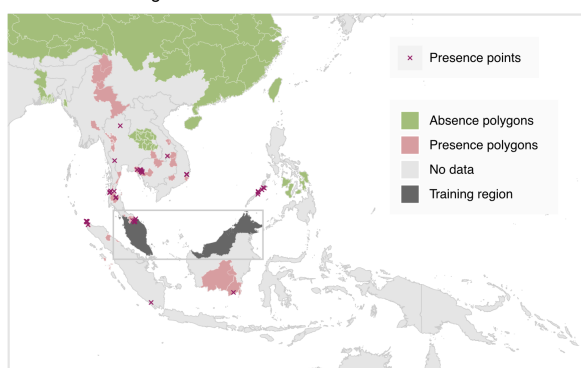 Presence points
Absence polygons
Presence polygons
No data
Training region